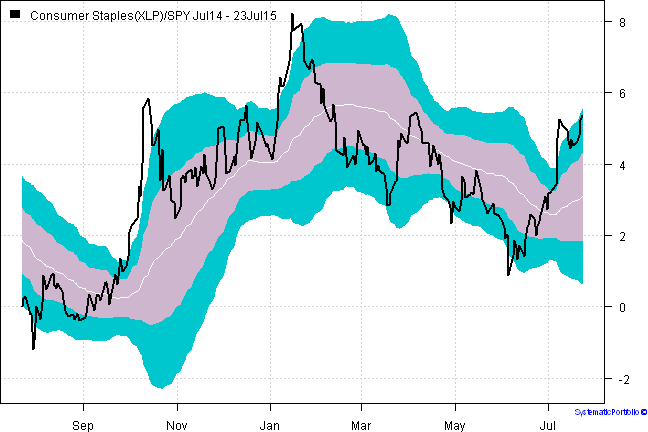 Consumer Staples(XLP)/SPY Jul14 - 23Jul15
8
6
4
2
0
-2
Sep Nov Jan Mar May Jul
SystematicPortfolio ©